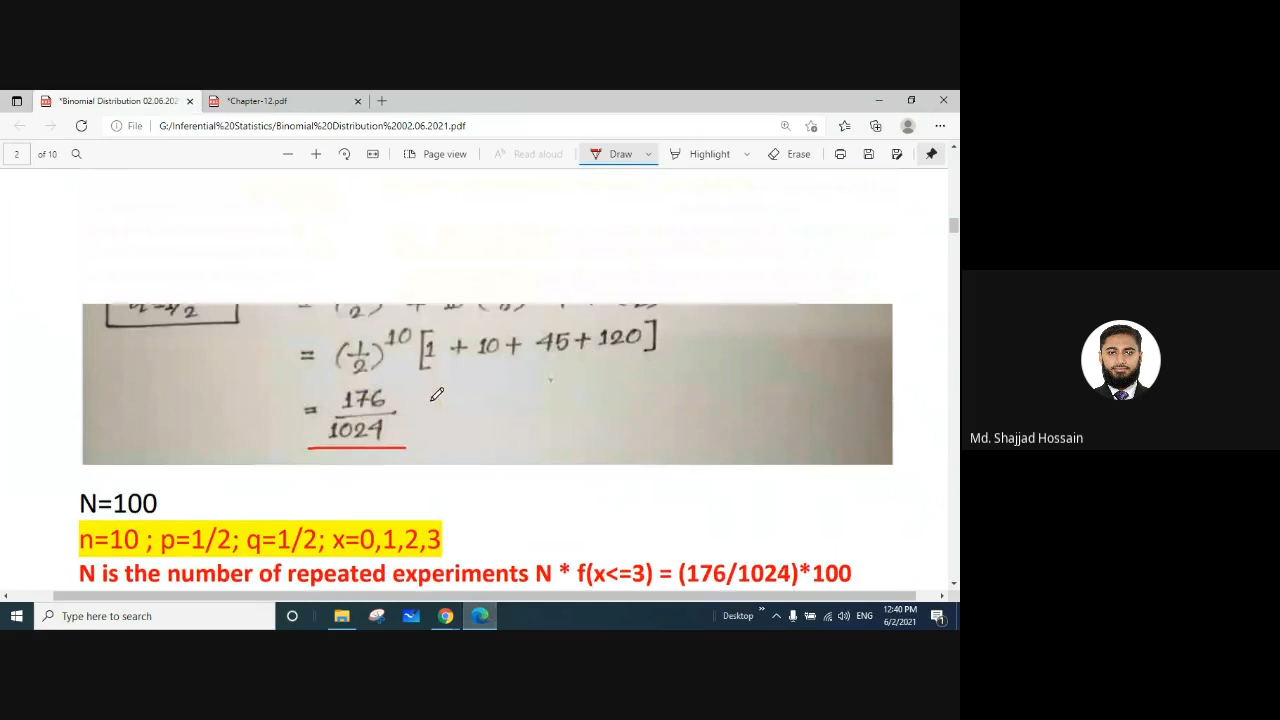 *Binomial Distribution 02.06.202
*Chapter-12.pdf
File
G:/Inferential%20Statistics/Binomial%20Distribution%2002.06.2021.pdf
2 of 10
Page view
Read aloud
Draw
Highlight
Erase
= (1/2)^10 [1 + 10 + 45 + 120]
= 176/1024
N=100
n=10 ; p=1/2; q=1/2; x=0,1,2,3
N is the number of repeated experiments N * f(x<=3) = (176/1024)*100
Md. Shajjad Hossain
Type here to search
Desktop
ENG
12:40 PM
6/2/2021